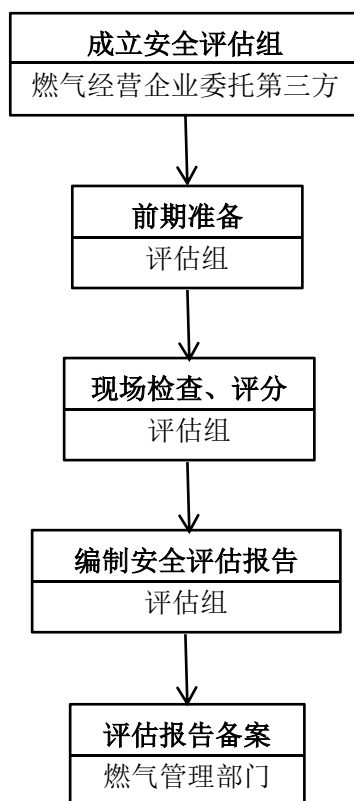 成立安全评估组
燃气经营企业委托第三方
前期准备
评估组
现场检查、评分
评估组
编制安全评估报告
评估组
评估报告备案
燃气管理部门